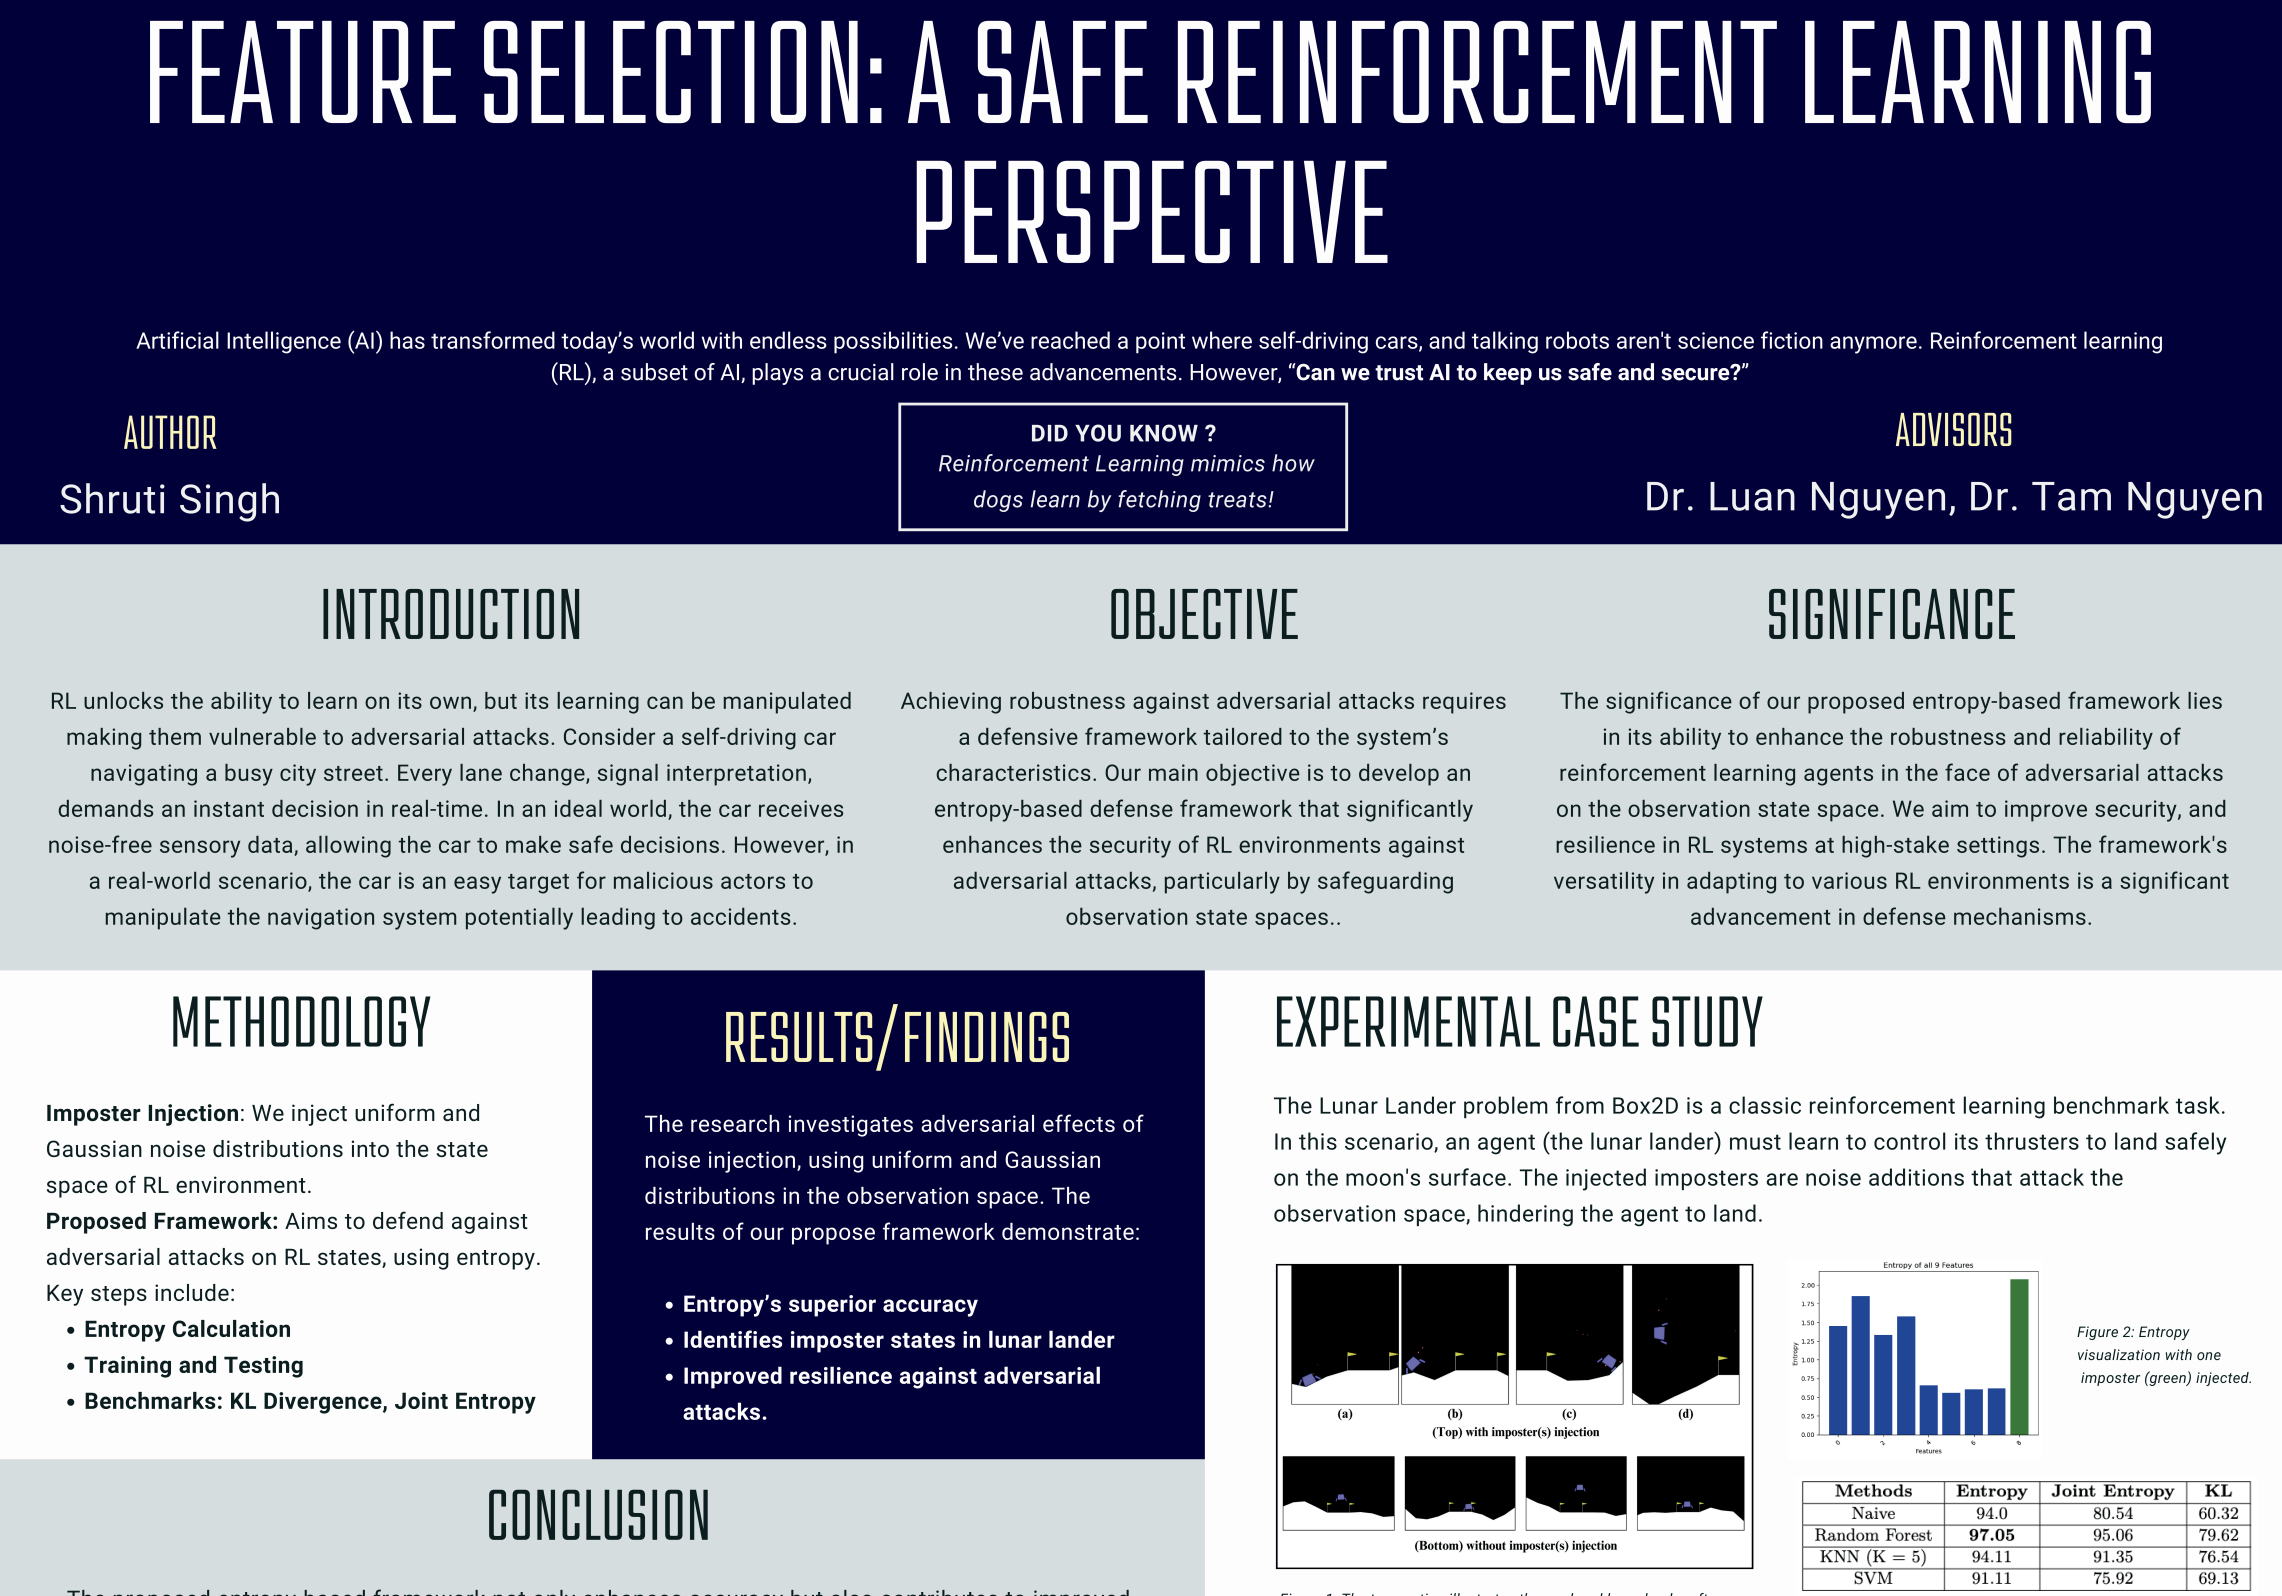 FEATURE SELECTION: A SAFE REINFORCEMENT LEARNING
PERSPECTIVE
Artificial Intelligence (AI) has transformed today’s world with endless possibilities. We’ve reached a point where self-driving cars, and talking robots aren't science fiction anymore. Reinforcement learning
(RL), a subset of AI, plays a crucial role in these advancements. However, “Can we trust AI to keep us safe and secure?”
AUTHOR
Shruti Singh
DID YOU KNOW ?
Reinforcement Learning mimics how
dogs learn by fetching treats!
ADVISORS
Dr. Luan Nguyen, Dr. Tam Nguyen
INTRODUCTION
RL unlocks the ability to learn on its own, but its learning can be manipulated
making them vulnerable to adversarial attacks. Consider a self-driving car
navigating a busy city street. Every lane change, signal interpretation,
demands an instant decision in real-time. In an ideal world, the car receives
noise-free sensory data, allowing the car to make safe decisions. However, in
a real-world scenario, the car is an easy target for malicious actors to
manipulate the navigation system potentially leading to accidents.
OBJECTIVE
Achieving robustness against adversarial attacks requires
a defensive framework tailored to the system’s
characteristics. Our main objective is to develop an
entropy-based defense framework that significantly
enhances the security of RL environments against
adversarial attacks, particularly by safeguarding
observation state spaces..
SIGNIFICANCE
The significance of our proposed entropy-based framework lies
in its ability to enhance the robustness and reliability of
reinforcement learning agents in the face of adversarial attacks
on the observation state space. We aim to improve security, and
resilience in RL systems at high-stake settings. The framework's
versatility in adapting to various RL environments is a significant
advancement in defense mechanisms.
METHODOLOGY
Imposter Injection: We inject uniform and
Gaussian noise distributions into the state
space of RL environment.
Proposed Framework: Aims to defend against
adversarial attacks on RL states, using entropy.
Key steps include:
• Entropy Calculation
• Training and Testing
• Benchmarks: KL Divergence, Joint Entropy
RESULTS/FINDINGS
The research investigates adversarial effects of
noise injection, using uniform and Gaussian
distributions in the observation space. The
results of our propose framework demonstrate:
• Entropy’s superior accuracy
• Identifies imposter states in lunar lander
• Improved resilience against adversarial
attacks.
EXPERIMENTAL CASE STUDY
The Lunar Lander problem from Box2D is a classic reinforcement learning benchmark task.
In this scenario, an agent (the lunar lander) must learn to control its thrusters to land safely
on the moon's surface. The injected imposters are noise additions that attack the
observation space, hindering the agent to land.
(a) (b) (c) (d)
(Top) with imposter(s) injection
(Bottom) without imposter(s) injection
Entropy of all 9 Features
2.00
1.75
1.50
1.25
1.00
0.75
0.50
0.25
0.00
Entropy
0 2 4 6 8
Features
Figure 2: Entropy
visualization with one
imposter (green) injected.
Methods Entropy Joint Entropy KL
Naive 94.0 80.54 60.32
Random Forest 97.05 95.06 79.62
KNN (K = 5) 94.11 91.35 76.54
SVM 91.11 75.92 69.13
CONCLUSION
The proposed entropy-based framework not only enhances accuracy but also contributes to improved